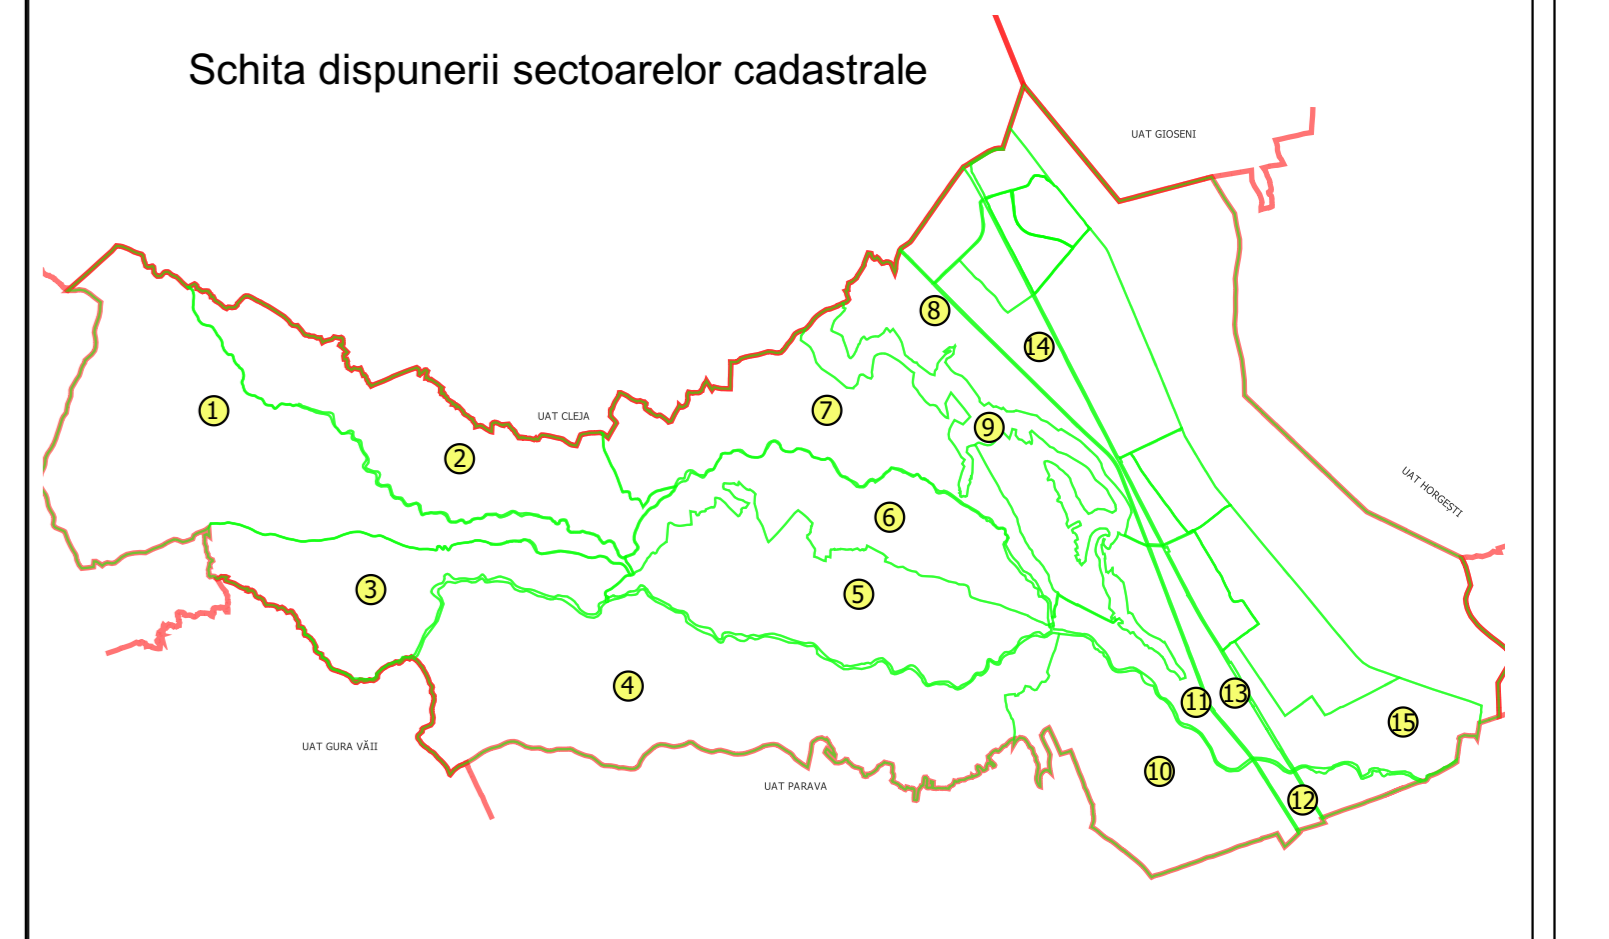 Schita dispunerii sectoarelor cadastrale
UAT GIOSENI
8
14
1
UAT CLEJA
7
9
2
UAT HORGEȘTI
6
3
5
4
11
13
15
UAT GURA VĂII
10
UAT PARAVA
12